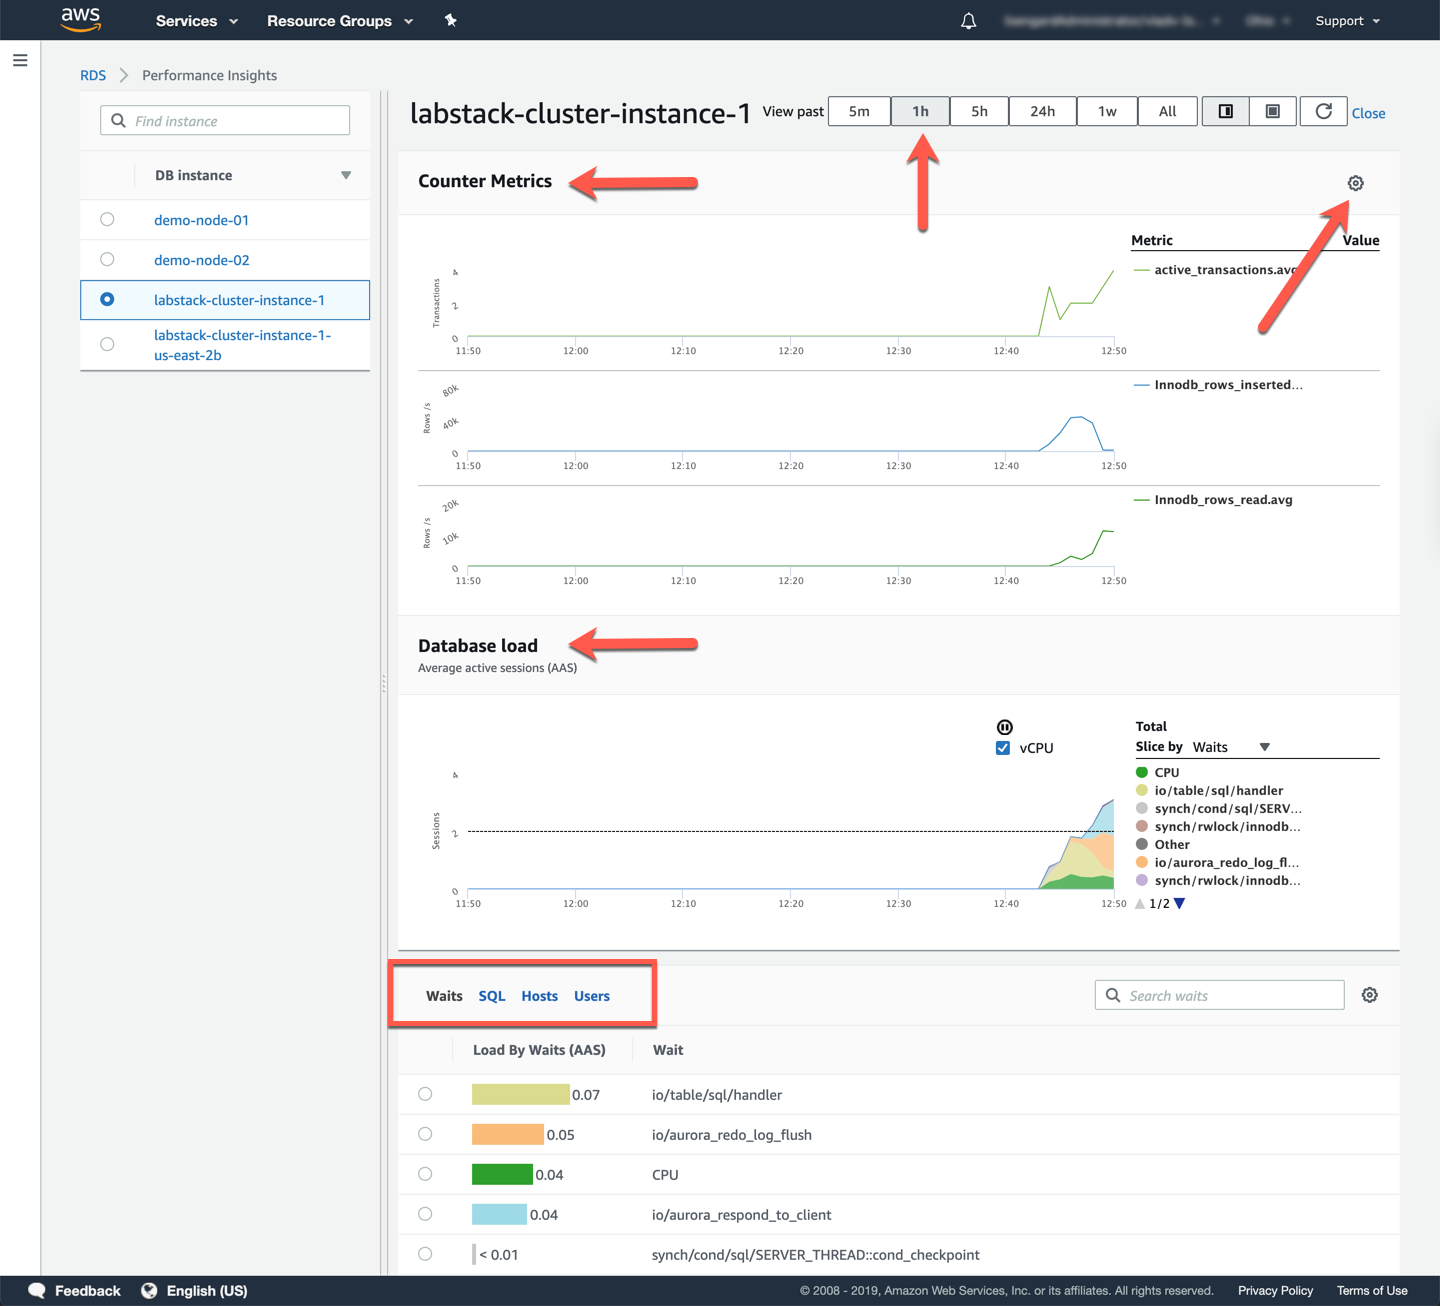 aws
Services
Resource Groups
Support
RDS
Performance Insights
Find instance
DB instance
demo-node-01
demo-node-02
labstack-cluster-instance-1
labstack-cluster-instance-1-
us-east-2b
labstack-cluster-instance-1
View past
5m
1h
5h
24h
1w
All
Close
Counter Metrics
Metric
Value
Transactions
4
2
0
11:50
12:00
12:10
12:20
12:30
12:40
12:50
active_transactions.avg
Rows /s
80k
40k
0
11:50
12:00
12:10
12:20
12:30
12:40
12:50
Innodb_rows_inserted...
Rows /s
20k
10k
0
11:50
12:00
12:10
12:20
12:30
12:40
12:50
Innodb_rows_read.avg
Database load
Average active sessions (AAS)
vCPU
Sessions
4
2
0
11:50
12:00
12:10
12:20
12:30
12:40
12:50
Total
Slice by Waits
CPU
io/table/sql/handler
synch/cond/sql/SERV...
synch/rwlock/innodb...
Other
io/aurora_redo_log_fl...
synch/rwlock/innodb...
1/2
Waits
SQL
Hosts
Users
Search waits
Load By Waits (AAS)
Wait
0.07
io/table/sql/handler
0.05
io/aurora_redo_log_flush
0.04
CPU
0.04
io/aurora_respond_to_client
< 0.01
synch/cond/sql/SERVER_THREAD::cond_checkpoint
Feedback
English (US)
© 2008 - 2019, Amazon Web Services, Inc. or its affiliates. All rights reserved.
Privacy Policy
Terms of Use